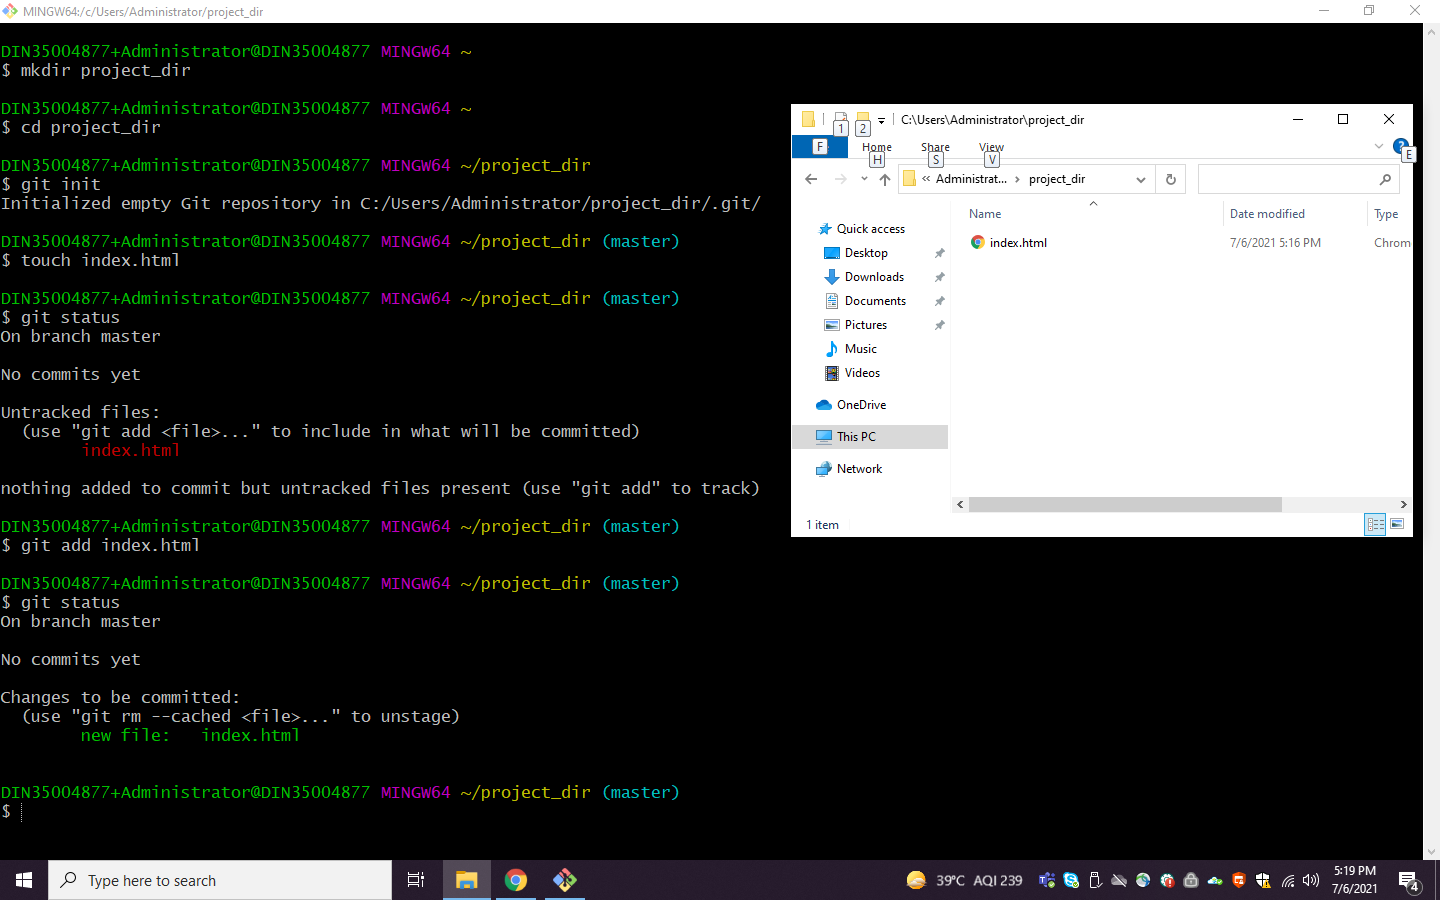 MINGW64:/c/Users/Administrator/project_dir
DIN35004877+Administrator@DIN35004877 MINGW64 ~
$ mkdir project_dir
DIN35004877+Administrator@DIN35004877 MINGW64 ~
$ cd project_dir
DIN35004877+Administrator@DIN35004877 MINGW64 ~/project_dir
$ git init
Initialized empty Git repository in C:/Users/Administrator/project_dir/.git/
DIN35004877+Administrator@DIN35004877 MINGW64 ~/project_dir (master)
$ touch index.html
DIN35004877+Administrator@DIN35004877 MINGW64 ~/project_dir (master)
$ git status
On branch master
No commits yet
Untracked files:
(use "git add <file>..." to include in what will be committed)
index.html
nothing added to commit but untracked files present (use "git add" to track)
DIN35004877+Administrator@DIN35004877 MINGW64 ~/project_dir (master)
$ git add index.html
DIN35004877+Administrator@DIN35004877 MINGW64 ~/project_dir (master)
$ git status
On branch master
No commits yet
Changes to be committed:
(use "git rm --cached <file>..." to unstage)
new file:   index.html
DIN35004877+Administrator@DIN35004877 MINGW64 ~/project_dir (master)
$
C:\Users\Administrator\project_dir
1 2
Home Share View
F H S V E
« Administrat... › project_dir
Name Date modified Type
index.html 7/6/2021 5:16 PM Chrom
Quick access
Desktop
Downloads
Documents
Pictures
Music
Videos
OneDrive
This PC
Network
1 item
Type here to search
39°C AQI 239
5:19 PM
7/6/2021
4